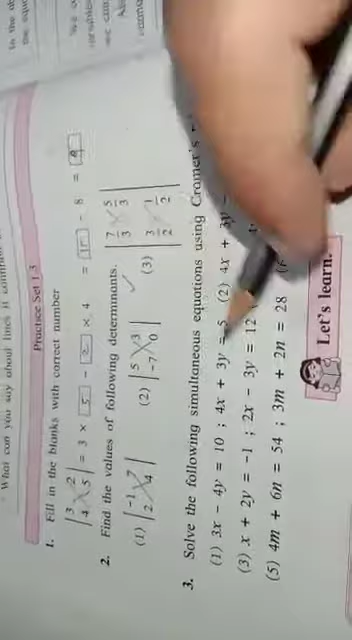 What can you say about lines if common
Practice Set 1.3
1. Fill in the blanks with correct number
| 3 2 ; 4 5 | = 3 × 5 - 2 × 4 = 15 - 8 =
2. Find the values of following determinants.
(1) | -1 7 ; 2 4 | (2) | 5 3 ; -7 0 | (3) | 7/3 5/3 ; 3/2 1/2 |
3. Solve the following simultaneous equations using Cramer's
(1) 3x - 4y = 10 ; 4x + 3y = 5 (2) 4x + 3y -
(3) x + 2y = -1 ; 2x - 3y = 12
(5) 4m + 6n = 54 ; 3m + 2n = 28
Let's learn.